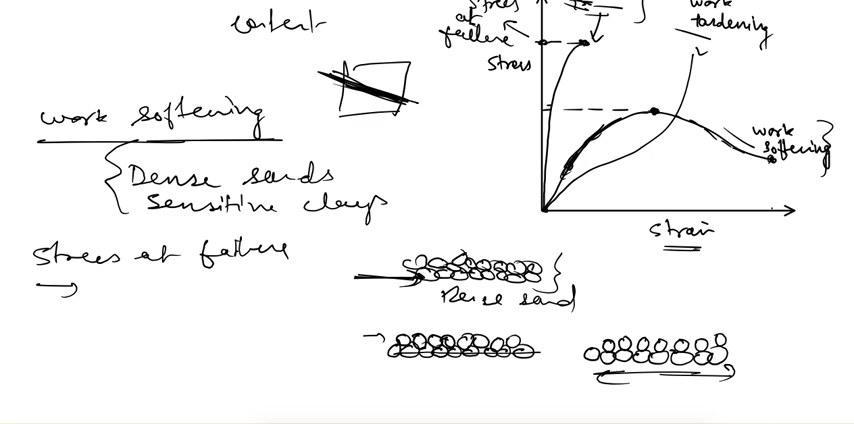 content
work softening
Dense sands
Sensitive clays
Stress at failure
Stress
at
failure
Stress
work
hardening
work
softening
strain
Dense sand